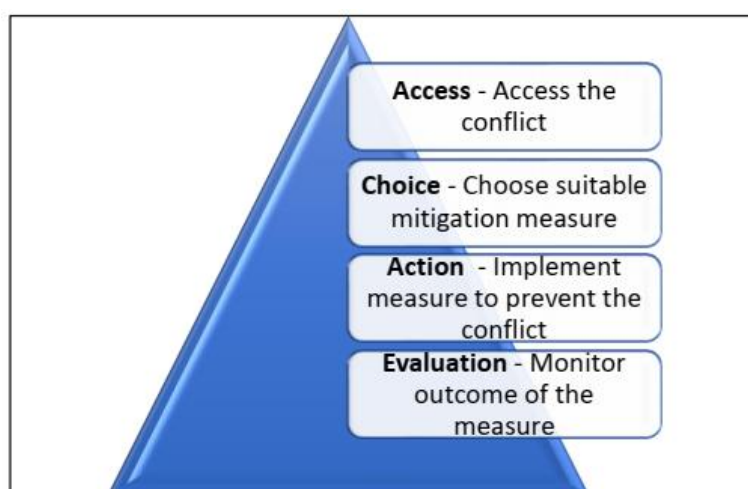 Access - Access the
conflict
Choice - Choose suitable
mitigation measure
Action - Implement
measure to prevent the
conflict
Evaluation - Monitor
outcome of the
measure